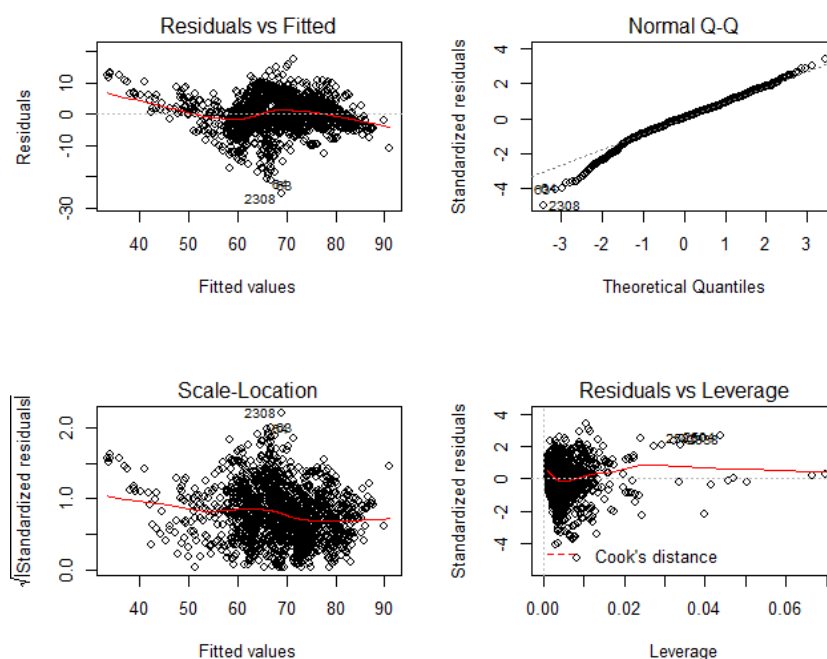 Residuals vs Fitted
Residuals
10
0
-10
-30
2308
40 50 60 70 80 90
Fitted values
Normal Q-Q
Standardized residuals
4
2
0
-2
-4
2308
-3 -2 -1 0 1 2 3
Theoretical Quantiles
Scale-Location
√|Standardized residuals|
2.0
1.0
0.0
2308
40 50 60 70 80 90
Fitted values
Residuals vs Leverage
Standardized residuals
4
2
0
-2
-4
Cook's distance
0.00 0.02 0.04 0.06
Leverage